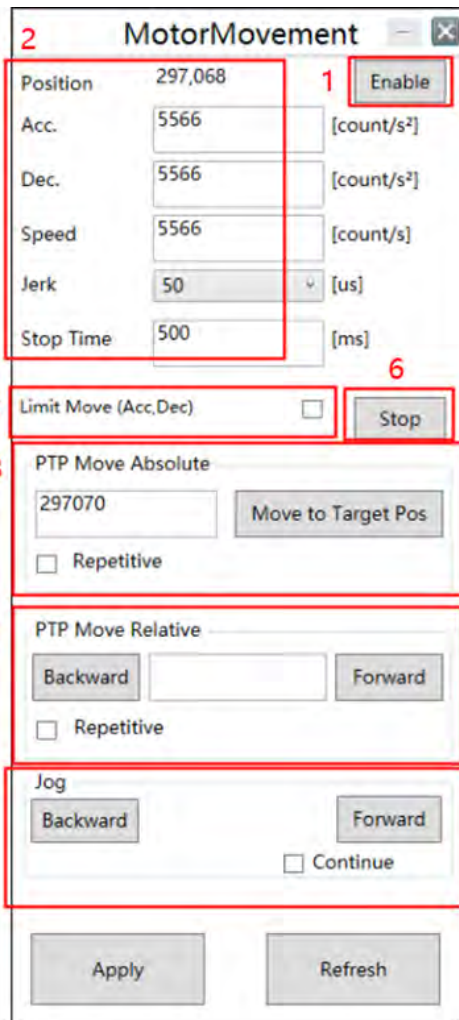 2 MotorMovement
Position 297,068 1 Enable
Acc. 5566 [count/s²]
Dec. 5566 [count/s²]
Speed 5566 [count/s]
Jerk 50 [us]
Stop Time 500 [ms]
6
Limit Move (Acc,Dec) Stop
PTP Move Absolute
297070 Move to Target Pos
Repetitive
PTP Move Relative
Backward Forward
Repetitive
Jog
Backward Forward
Continue
Apply Refresh